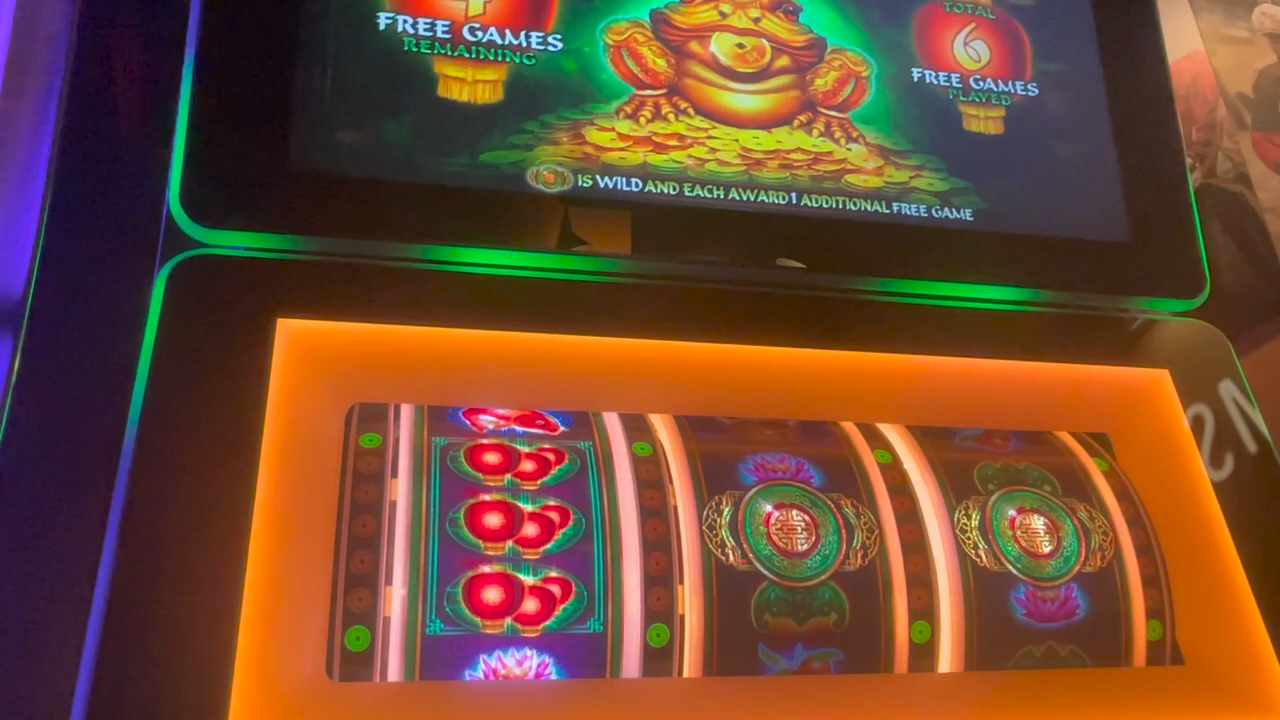 FREE GAMES
REMAINING
TOTAL
6
FREE GAMES
PLAYED
IS WILD AND EACH AWARD 1 ADDITIONAL FREE GAME